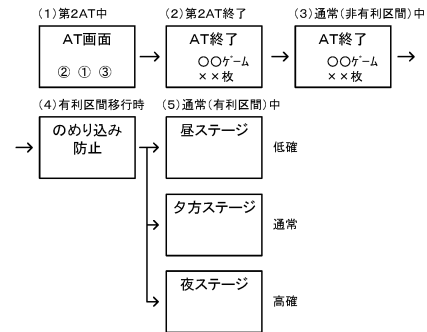 (1)第2AT中
(2)第2AT終了
(3)通常(非有利区間)中
AT画面
② ① ③
AT終了
○○ゲーム
××枚
AT終了
○○ゲーム
××枚
(4)有利区間移行時
(5)通常(有利区間)中
のめり込み
防止
昼ステージ
低確
夕方ステージ
通常
夜ステージ
高確